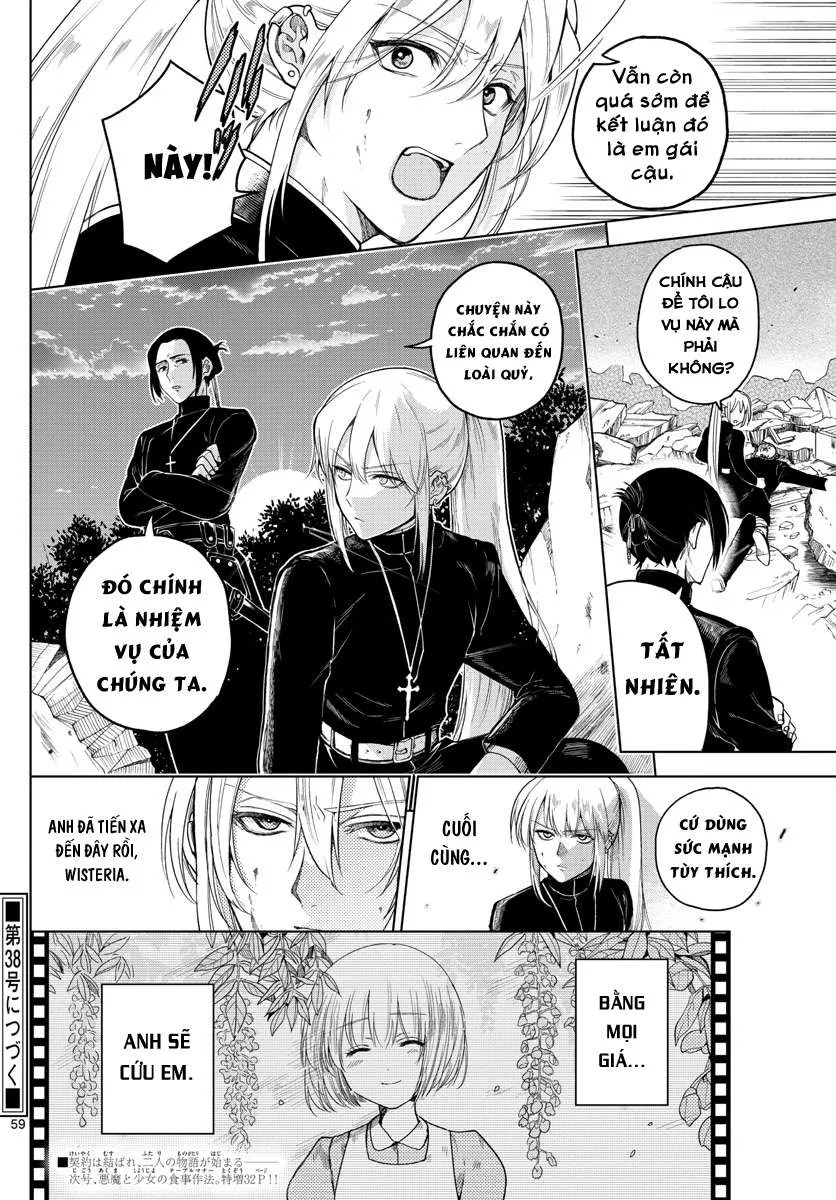 Vẫn còn
quá sớm để
kết luận đó
là em gái
cậu.
NÀY!
CHÍNH CẬU
ĐỂ TÔI LO
VỤ NÀY MÀ
PHẢI
KHÔNG?
TẤT
NHIÊN.
CHUYỆN NÀY
CHẮC CHẮN CÓ
LIÊN QUAN ĐẾN
LOÀI QUỶ.
ĐÓ CHÍNH
LÀ NHIỆM
VỤ CỦA
CHÚNG TA.
CỨ DÙNG
SỨC MẠNH
TÙY THÍCH.
CUỐI
CÙNG...
ANH ĐÃ TIẾN XA
ĐẾN ĐÂY RỒI,
WISTERIA.
BẰNG
MỌI
GIÁ...
ANH SẼ
CỨU EM.
■第38号につづく■
59
■契約は結ばれ、二人の物語が始まる――
次号、悪魔と少女の食事作法。特増32P!!